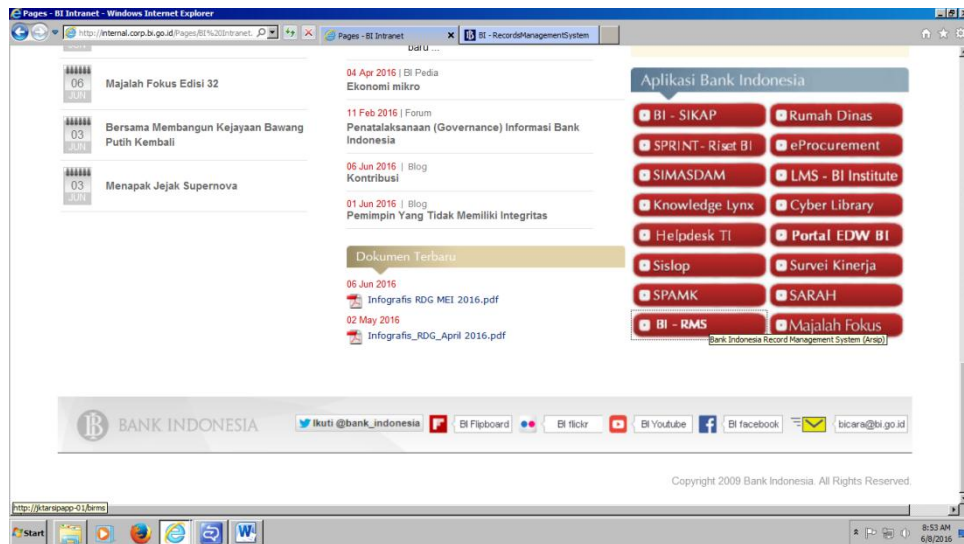 Pages - BI Intranet - Windows Internet Explorer
http://internal.corp.bi.go.id/Pages/BI%20Intranet.
Pages - BI Intranet
BI - RecordsManagementSystem
JUN
06
JUN
Majalah Fokus Edisi 32
03
JUN
Bersama Membangun Kejayaan Bawang
Putih Kembali
03
JUN
Menapak Jejak Supernova
baru ...
04 Apr 2016 | BI Pedia
Ekonomi mikro
11 Feb 2016 | Forum
Penatalaksanaan (Governance) Informasi Bank
Indonesia
06 Jun 2016 | Blog
Kontribusi
01 Jun 2016 | Blog
Pemimpin Yang Tidak Memiliki Integritas
Dokumen Terbaru
06 Jun 2016
Infografis RDG MEI 2016.pdf
02 May 2016
Infografis_RDG_April 2016.pdf
Aplikasi Bank Indonesia
BI - SIKAP
Rumah Dinas
SPRINT- Riset BI
eProcurement
SIMASDAM
LMS - BI Institute
Knowledge Lynx
Cyber Library
Helpdesk TI
Portal EDW BI
Sislop
Survei Kinerja
SPAMK
SARAH
BI - RMS
Majalah Fokus
Bank Indonesia Record Management System (Arsip)
BANK INDONESIA
Ikuti @bank_indonesia
BI Flipboard
BI flickr
BI Youtube
BI facebook
bicara@bi.go.id
Copyright 2009 Bank Indonesia. All Rights Reserved.
http://jktarsipapp-01/birms
Start
8:53 AM
6/8/2016